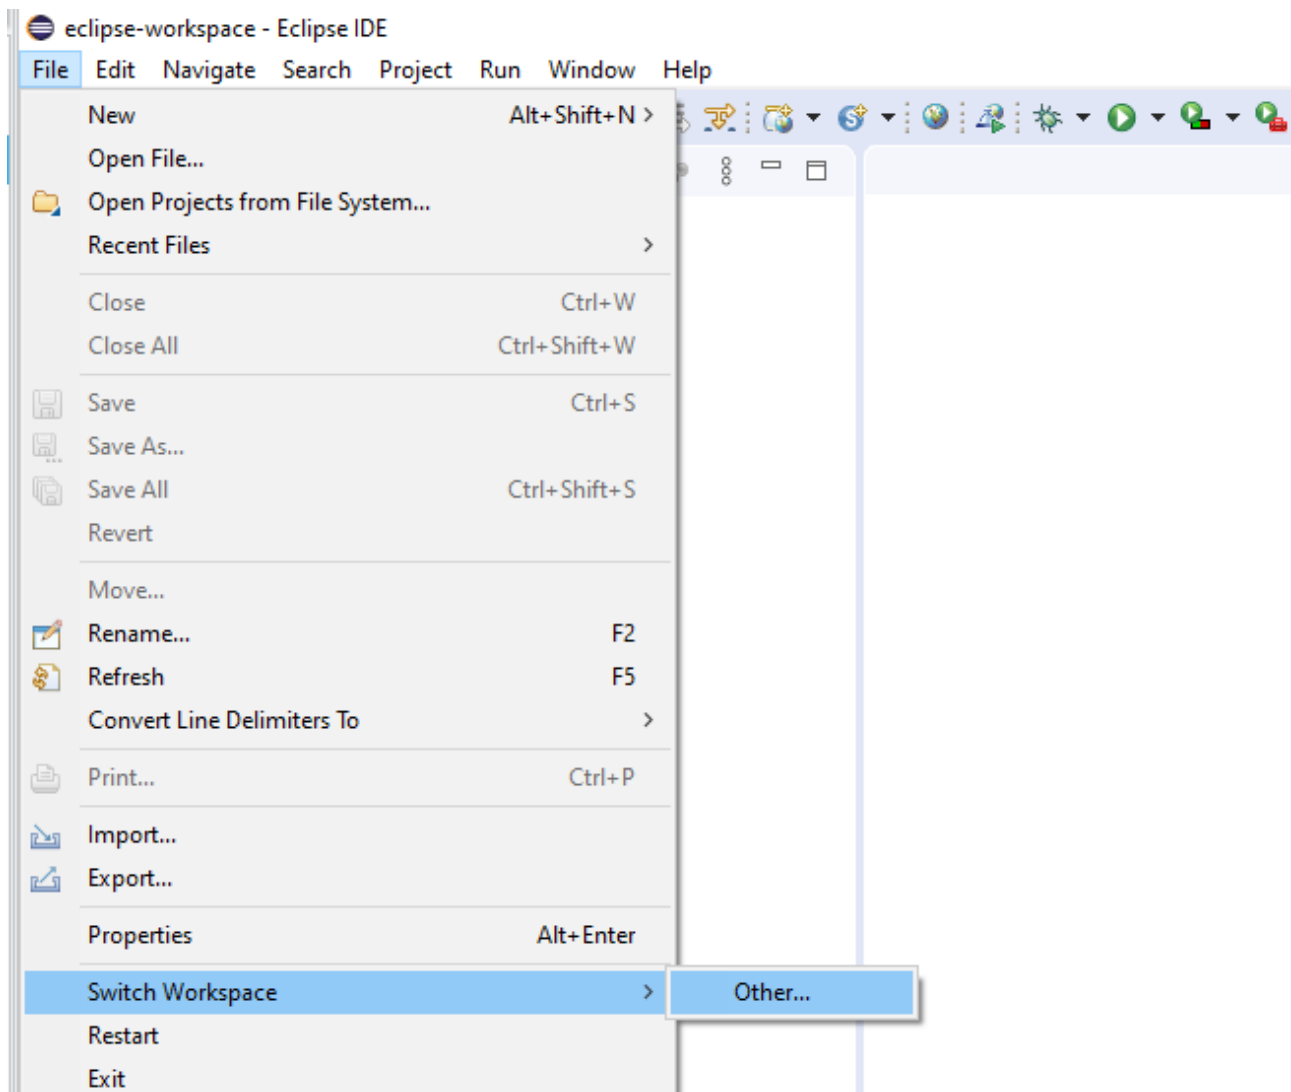 eclipse-workspace - Eclipse IDE
File Edit Navigate Search Project Run Window Help
New Alt+Shift+N >
Open File...
Open Projects from File System...
Recent Files >
Close Ctrl+W
Close All Ctrl+Shift+W
Save Ctrl+S
Save As...
Save All Ctrl+Shift+S
Revert
Move...
Rename... F2
Refresh F5
Convert Line Delimiters To >
Print... Ctrl+P
Import...
Export...
Properties Alt+Enter
Switch Workspace > Other...
Restart
Exit